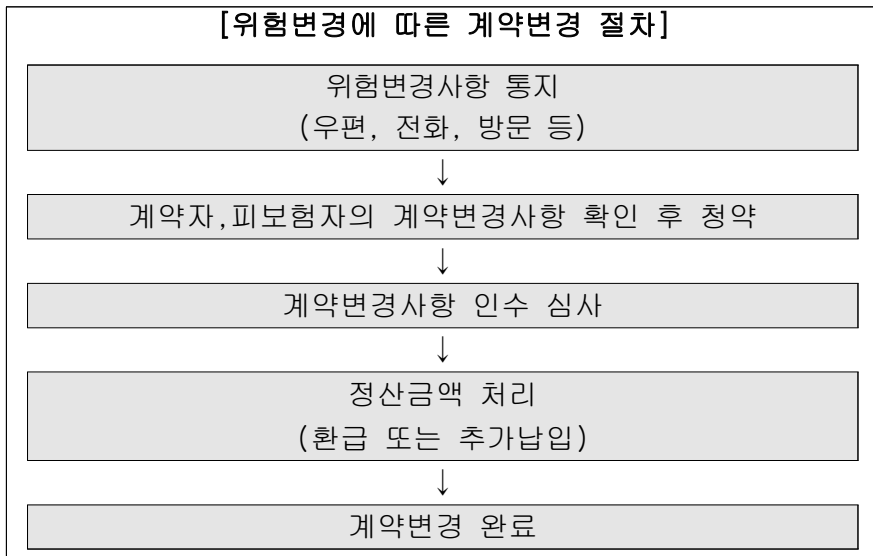 [위험변경에 따른 계약변경 절차]
위험변경사항 통지
(우편, 전화, 방문 등)
↓
계약자,피보험자의 계약변경사항 확인 후 청약
↓
계약변경사항 인수 심사
↓
정산금액 처리
(환급 또는 추가납입)
↓
계약변경 완료